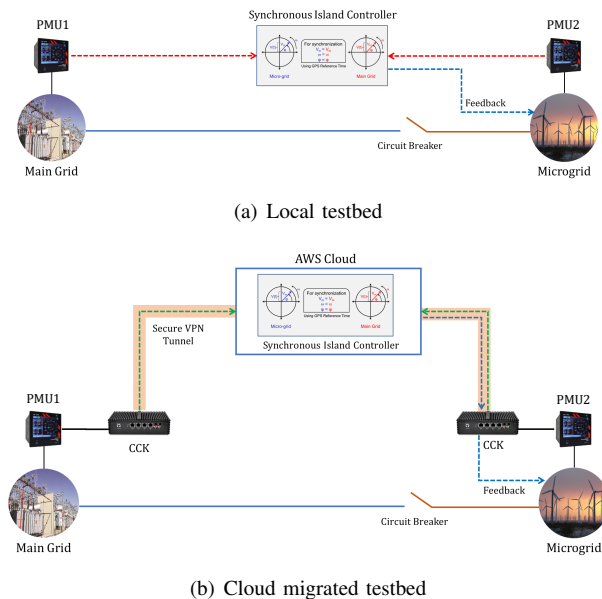 Synchronous Island Controller
PMU1
PMU2
For synchronization
Using GPS Reference Time
Micro-grid
Main Grid
Feedback
Circuit Breaker
Main Grid
Microgrid
(a) Local testbed
AWS Cloud
For synchronization
Using GPS Reference Time
Micro-grid
Main Grid
Synchronous Island Controller
Secure VPN
Tunnel
PMU1
PMU2
CCK
CCK
Feedback
Circuit Breaker
Main Grid
Microgrid
(b) Cloud migrated testbed